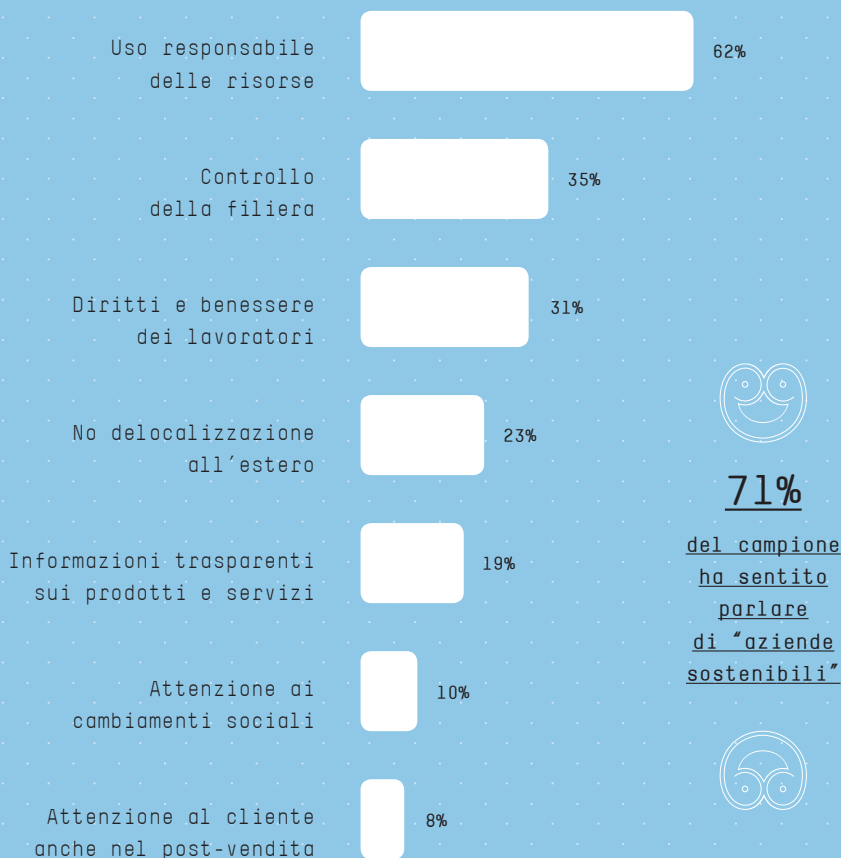 Uso responsabile
delle risorse
62%
Controllo
della filiera
35%
Diritti e benessere
dei lavoratori
31%
No delocalizzazione
all´estero
23%
Informazioni trasparenti
sui prodotti e servizi
19%
Attenzione ai
cambiamenti sociali
10%
Attenzione al cliente
anche nel post-vendita
8%
71%
del campione
ha sentito
parlare
di “aziende
sostenibili”